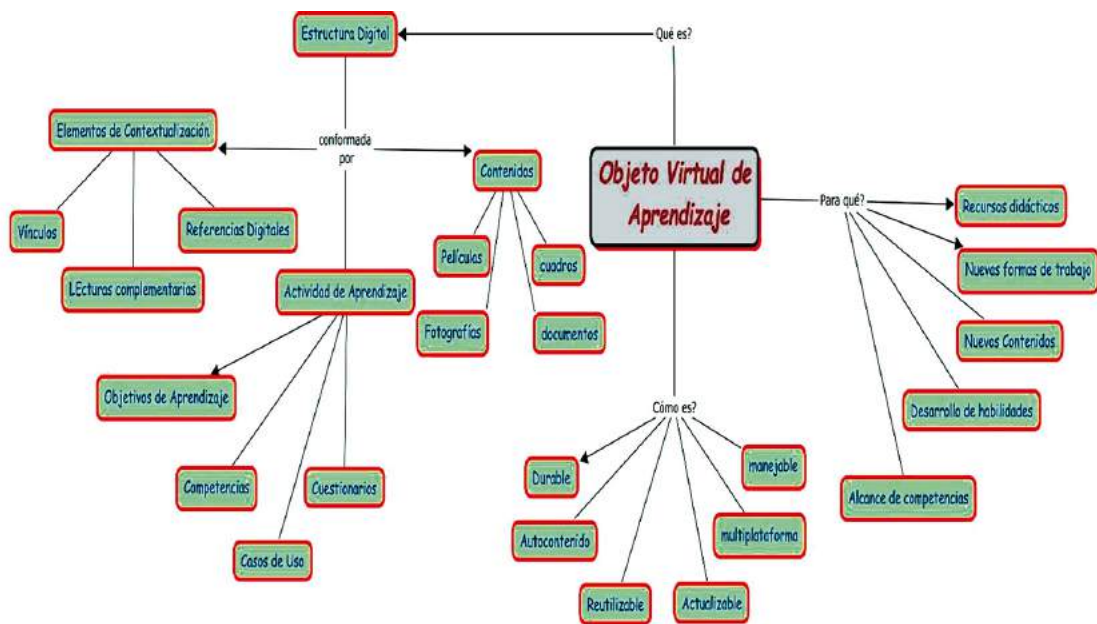 Estructura Digital
Qué es?
Elementos de Contextualización
conformada
por
Contenidos
Objeto Virtual de
Aprendizaje
Para qué?
Recursos didácticos
Vínculos
Referencias Digitales
Películas
cuadros
Nuevas formas de trabajo
LEcturas complementarias
Actividad de Aprendizaje
Fotografías
documentos
Nuevos Contenidos
Objetivos de Aprendizaje
Cómo es?
Desarrollo de habilidades
Competencias
Cuestionarios
Durable
manejable
Alcance de competencias
Autocontenido
multiplataforma
Casos de Uso
Reutilizable
Actualizable